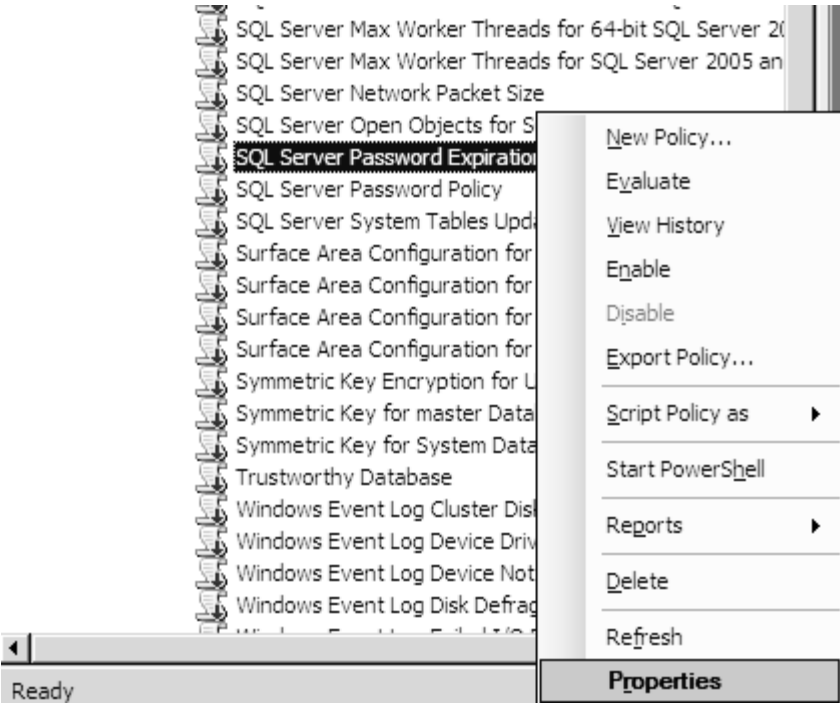 SQL Server Max Worker Threads for 64-bit SQL Server 20
SQL Server Max Worker Threads for SQL Server 2005 an
SQL Server Network Packet Size
SQL Server Open Objects for S
SQL Server Password Expiration
SQL Server Password Policy
SQL Server System Tables Upda
Surface Area Configuration for
Surface Area Configuration for
Surface Area Configuration for
Surface Area Configuration for
Symmetric Key Encryption for U
Symmetric Key for master Data
Symmetric Key for System Data
Trustworthy Database
Windows Event Log Cluster Disk
Windows Event Log Device Driv
Windows Event Log Device Not
Windows Event Log Disk Defrag
New Policy...
Evaluate
View History
Enable
Disable
Export Policy...
Script Policy as
Start PowerShell
Reports
Delete
Refresh
Properties
Ready